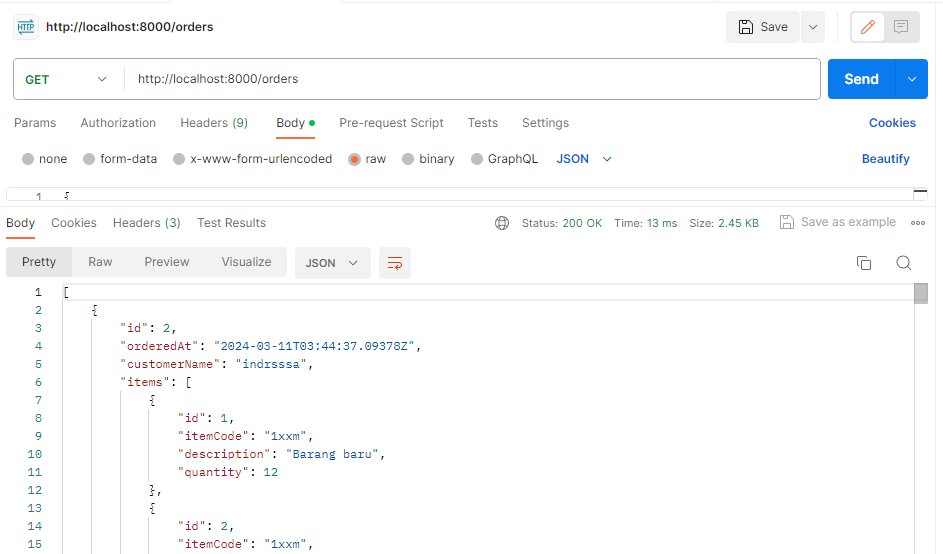 HTTP http://localhost:8000/orders Save
GET http://localhost:8000/orders Send
Params Authorization Headers (9) Body Pre-request Script Tests Settings Cookies
none form-data x-www-form-urlencoded raw binary GraphQL JSON Beautify
1 {
Body Cookies Headers (3) Test Results Status: 200 OK Time: 13 ms Size: 2.45 KB Save as example
Pretty Raw Preview Visualize JSON
1 [
2 {
3 "id": 2,
4 "orderedAt": "2024-03-11T03:44:37.09378Z",
5 "customerName": "indrsssa",
6 "items": [
7 {
8 "id": 1,
9 "itemCode": "1xxm",
10 "description": "Barang baru",
11 "quantity": 12
12 },
13 {
14 "id": 2,
15 "itemCode": "1xxm",